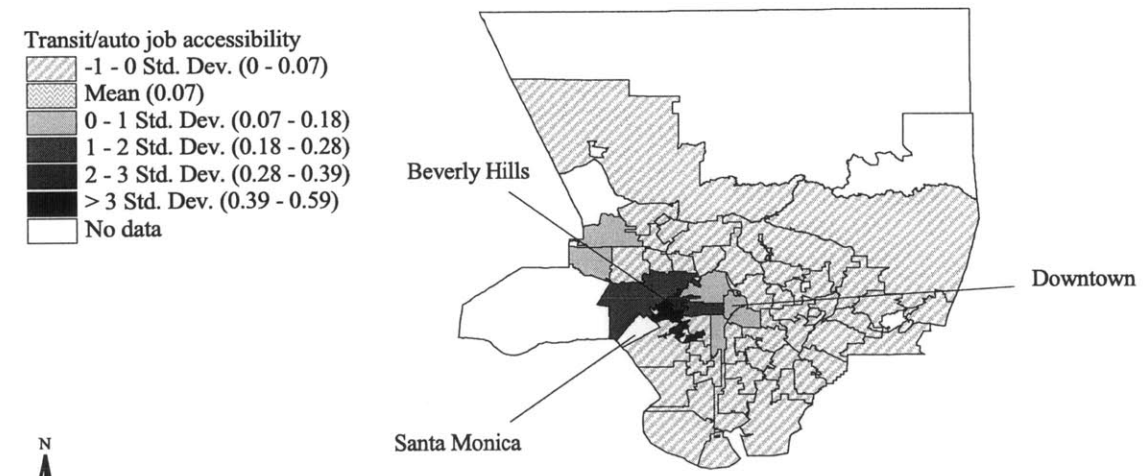 Transit/auto job accessibility
-1 - 0 Std. Dev. (0 - 0.07)
Mean (0.07)
0 - 1 Std. Dev. (0.07 - 0.18)
1 - 2 Std. Dev. (0.18 - 0.28)
2 - 3 Std. Dev. (0.28 - 0.39)
> 3 Std. Dev. (0.39 - 0.59)
No data
Beverly Hills
Downtown
Santa Monica
N